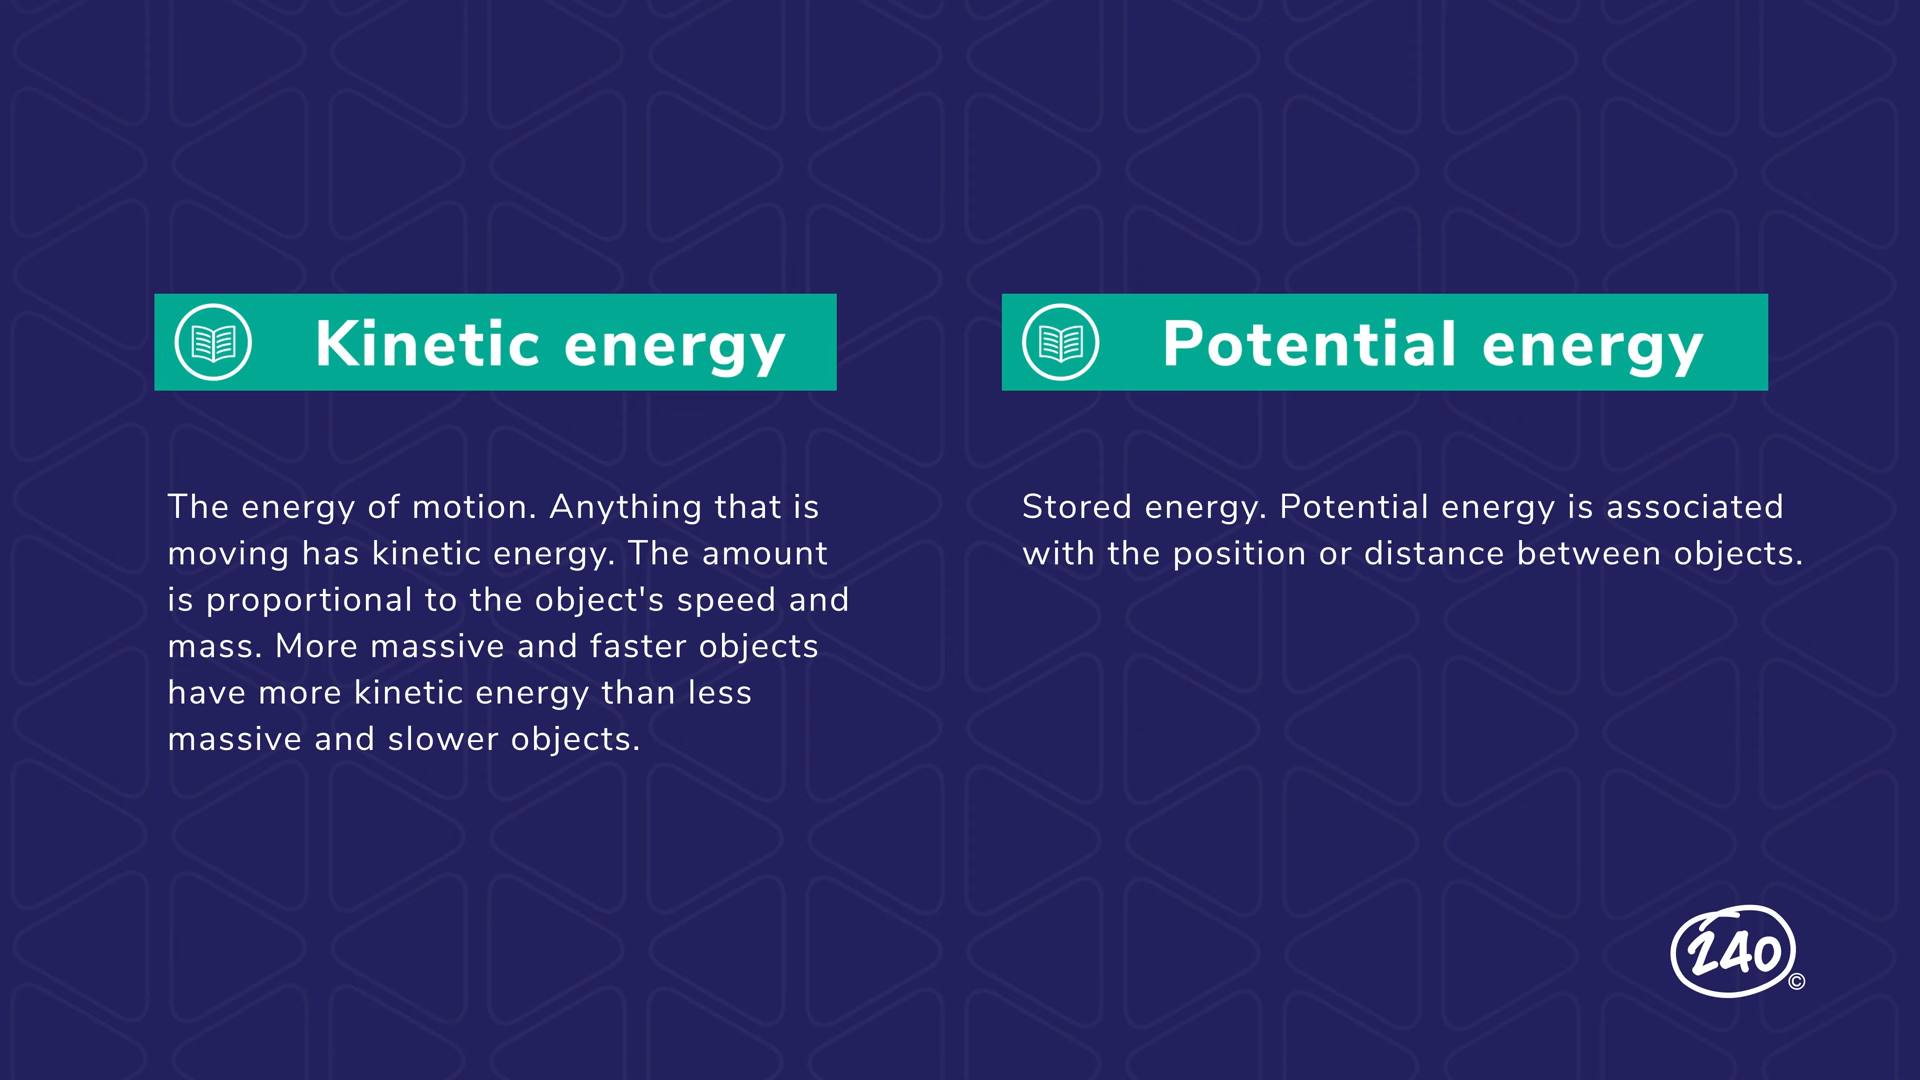 Kinetic energy
The energy of motion. Anything that is
moving has kinetic energy. The amount
is proportional to the object's speed and
mass. More massive and faster objects
have more kinetic energy than less
massive and slower objects.
Potential energy
Stored energy. Potential energy is associated
with the position or distance between objects.
240
©